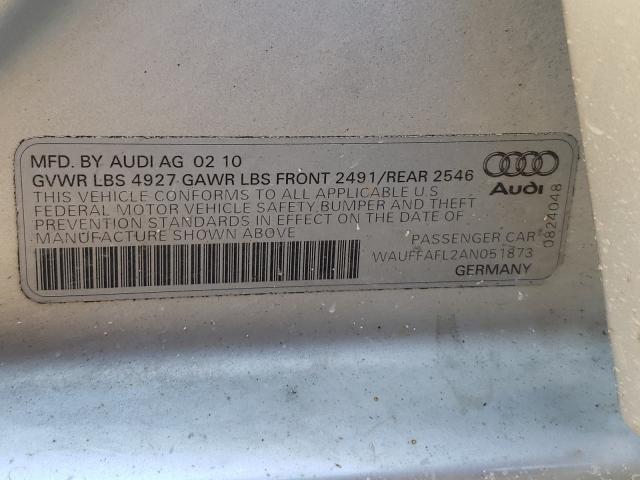 MFD. BY AUDI AG 02 10
GVWR LBS 4927 GAWR LBS FRONT 2491/REAR 2546
THIS VEHICLE CONFORMS TO ALL APPLICABLE U.S
FEDERAL MOTOR VEHICLE SAFETY, BUMPER AND THEFT
PREVENTION STANDARDS IN EFFECT ON THE DATE OF
MANUFACTURE SHOWN ABOVE
Audi
PASSENGER CAR
WAUFFAFL2AN051873
GERMANY
0824048